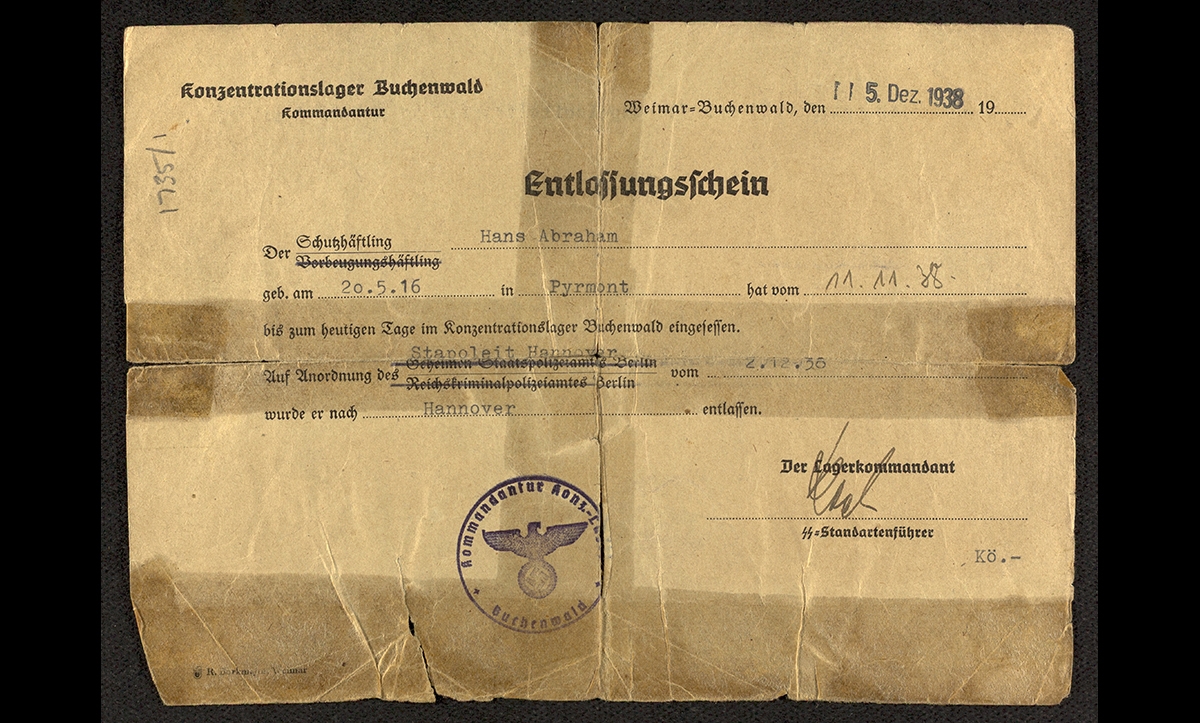 Konzentrationslager Buchenwald
Kommandantur
Weimar-Buchenwald, den 5. Dez. 1938 19
1735/1
Entlassungsschein
Der Schutzhäftling Hans Abraham
Vorbeugungshäftling
geb. am 20.5.16 in Pyrmont hat vom 11.11.38.
bis zum heutigen Tage im Konzentrationslager Buchenwald eingesessen.
Stapoleit Hannover
Auf Anordnung des Geheimen Staatspolizeiamtes Berlin vom 2.12.38
Reichskriminalpolizeiamtes Berlin
wurde er nach Hannover entlassen.
Der Lagerkommandant
Kommandantur Konz.-
Buchenwald
ᛋᛋ=Standartenführer
Kö.-
Weimar